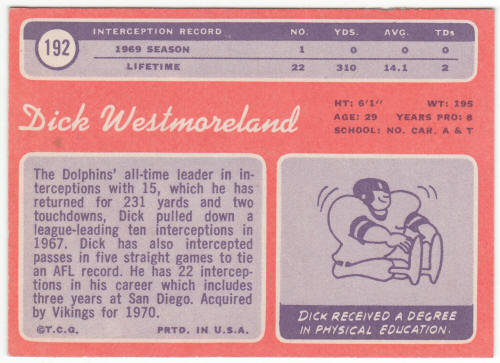 192
INTERCEPTION RECORD NO. YDS. AVG. TDs
1969 SEASON 1 0 0 0
LIFETIME 22 310 14.1 2
Dick Westmoreland
HT: 6'1" WT: 195
AGE: 29 YEARS PRO: 8
SCHOOL: NO. CAR. A & T
The Dolphins' all-time leader in in-
terceptions with 15, which he has
returned for 231 yards and two
touchdowns, Dick pulled down a
league-leading ten interceptions in
1967. Dick has also intercepted
passes in five straight games to tie
an AFL record. He has 22 intercep-
tions in his career which includes
three years at San Diego. Acquired
by Vikings for 1970.
©T.C.G. PRTD. IN U.S.A.
DICK RECEIVED A DEGREE
IN PHYSICAL EDUCATION.